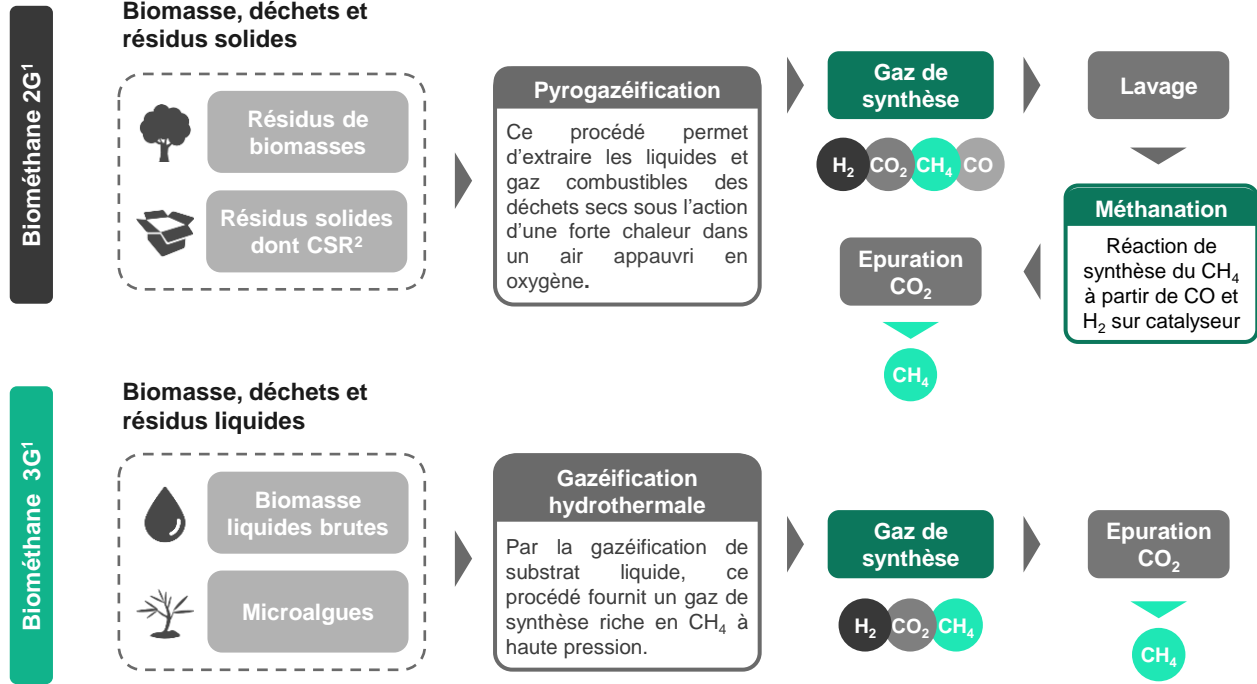 Biométhane 2G¹
Biomasse, déchets et
résidus solides
Résidus de
biomasses
Résidus solides
dont CSR²
Pyrogazéification
Ce procédé permet
d’extraire les liquides et
gaz combustibles des
déchets secs sous l’action
d’une forte chaleur dans
un air appauvri en
oxygène.
Gaz de
synthèse
H₂ CO₂ CH₄ CO
Lavage
Méthanation
Réaction de
synthèse du CH₄
à partir de CO et
H₂ sur catalyseur
Epuration
CO₂
CH₄
Biométhane 3G¹
Biomasse, déchets et
résidus liquides
Biomasse
liquides brutes
Microalgues
Gazéification
hydrothermale
Par la gazéification de
substrat liquide, ce
procédé fournit un gaz de
synthèse riche en CH₄ à
haute pression.
Gaz de
synthèse
H₂ CO₂ CH₄
Epuration
CO₂
CH₄